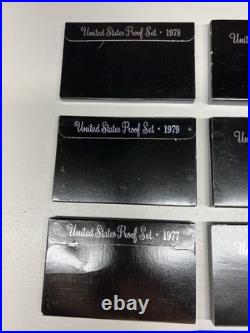 United States Proof Set · 1978
United States Proof Set · 1979
United States Proof Set · 1977